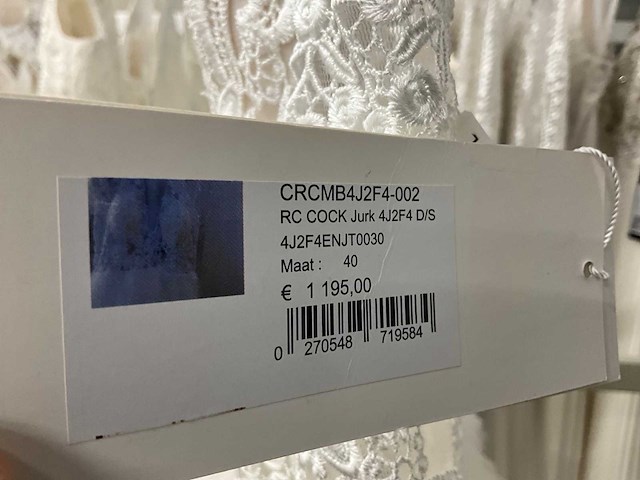 CRCMB4J2F4-002
RC COCK Jurk 4J2F4 D/S
4J2F4ENJT0030
Maat : 40
€ 1 195,00
0 270548 719584